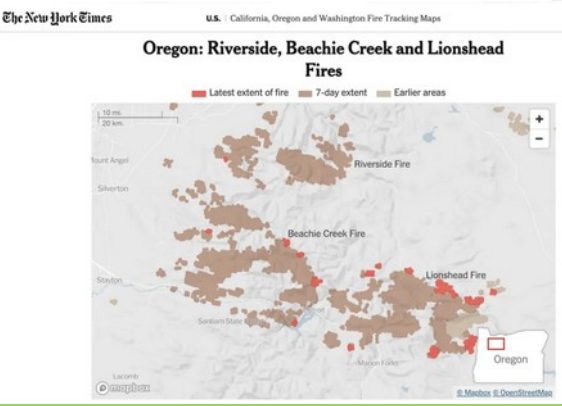 The New York Times
U.S. | California, Oregon and Washington Fire Tracking Maps
Oregon: Riverside, Beachie Creek and Lionshead
Fires
Latest extent of fire 7-day extent Earlier areas
10 mi.
20 km.
+
−
Mount Angel
Riverside Fire
Silverton
Beachie Creek Fire
Lionshead Fire
Stayton
Santiam State
Oregon
Marion Forks
Lacomb
mapbox
© Mapbox © OpenStreetMap